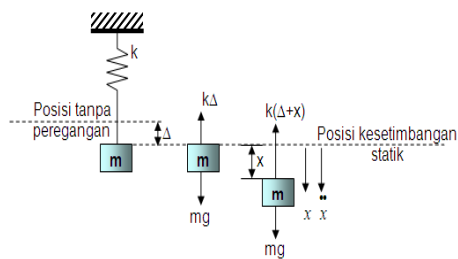 k
Posisi tanpa
peregangan
Δ
kΔ
k(Δ+x)
Posisi kesetimbangan
statik
m
m
x
m
x ẍ
mg
mg